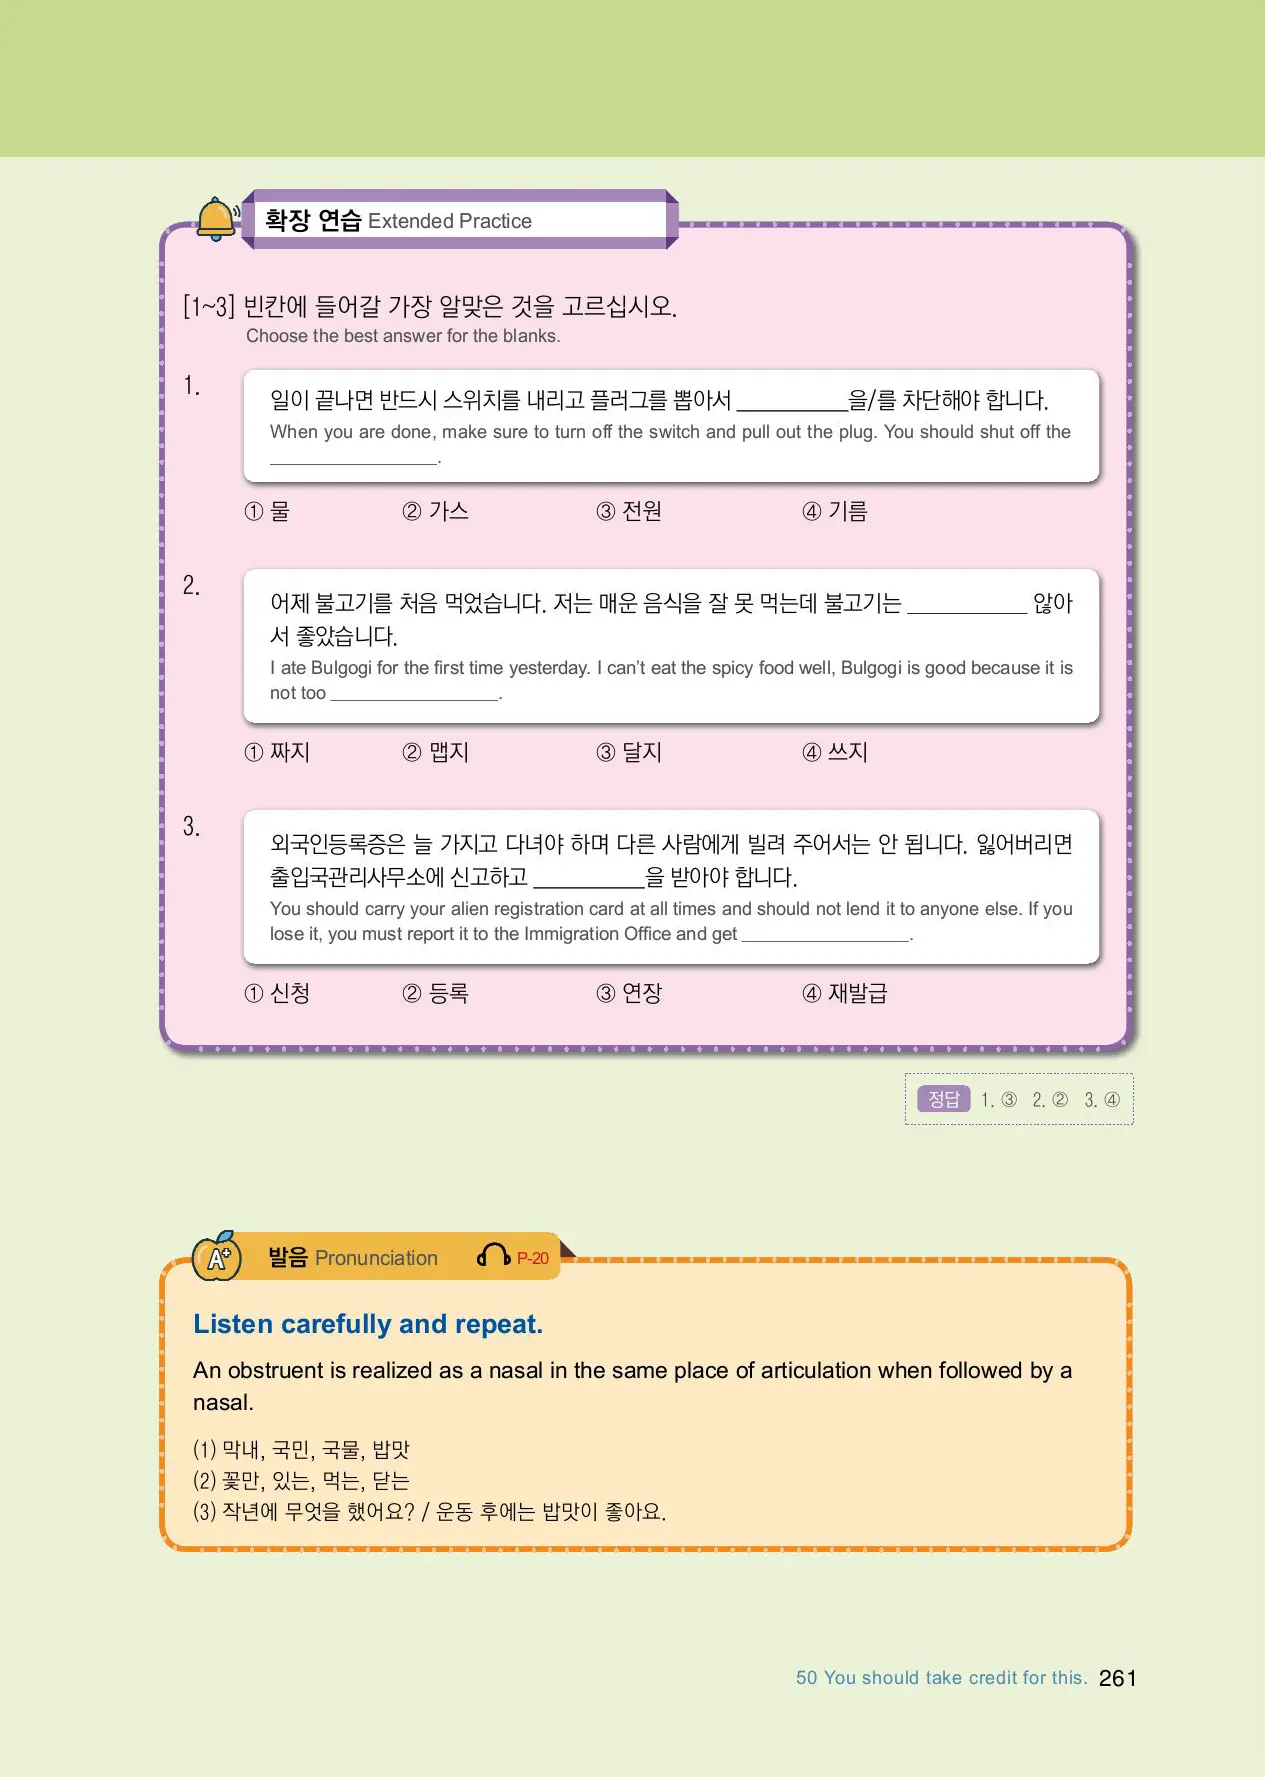 확장 연습 Extended Practice
[1~3] 빈칸에 들어갈 가장 알맞은 것을 고르십시오.
Choose the best answer for the blanks.
1.
일이 끝나면 반드시 스위치를 내리고 플러그를 뽑아서 __________을/를 차단해야 합니다.
When you are done, make sure to turn off the switch and pull out the plug. You should shut off the
________________.
① 물 ② 가스 ③ 전원 ④ 기름
2.
어제 불고기를 처음 먹었습니다. 저는 매운 음식을 잘 못 먹는데 불고기는 ___________ 않아
서 좋았습니다.
I ate Bulgogi for the first time yesterday. I can’t eat the spicy food well, Bulgogi is good because it is
not too ________________.
① 짜지 ② 맵지 ③ 달지 ④ 쓰지
3.
외국인등록증은 늘 가지고 다녀야 하며 다른 사람에게 빌려 주어서는 안 됩니다. 잃어버리면
출입국관리사무소에 신고하고 __________을 받아야 합니다.
You should carry your alien registration card at all times and should not lend it to anyone else. If you
lose it, you must report it to the Immigration Office and get ________________.
① 신청 ② 등록 ③ 연장 ④ 재발급
정답 1. ③ 2. ② 3. ④
A+ 발음 Pronunciation P-20
Listen carefully and repeat.
An obstruent is realized as a nasal in the same place of articulation when followed by a
nasal.
(1) 막내, 국민, 국물, 밥맛
(2) 꽃만, 있는, 먹는, 닫는
(3) 작년에 무엇을 했어요? / 운동 후에는 밥맛이 좋아요.
50 You should take credit for this. 261